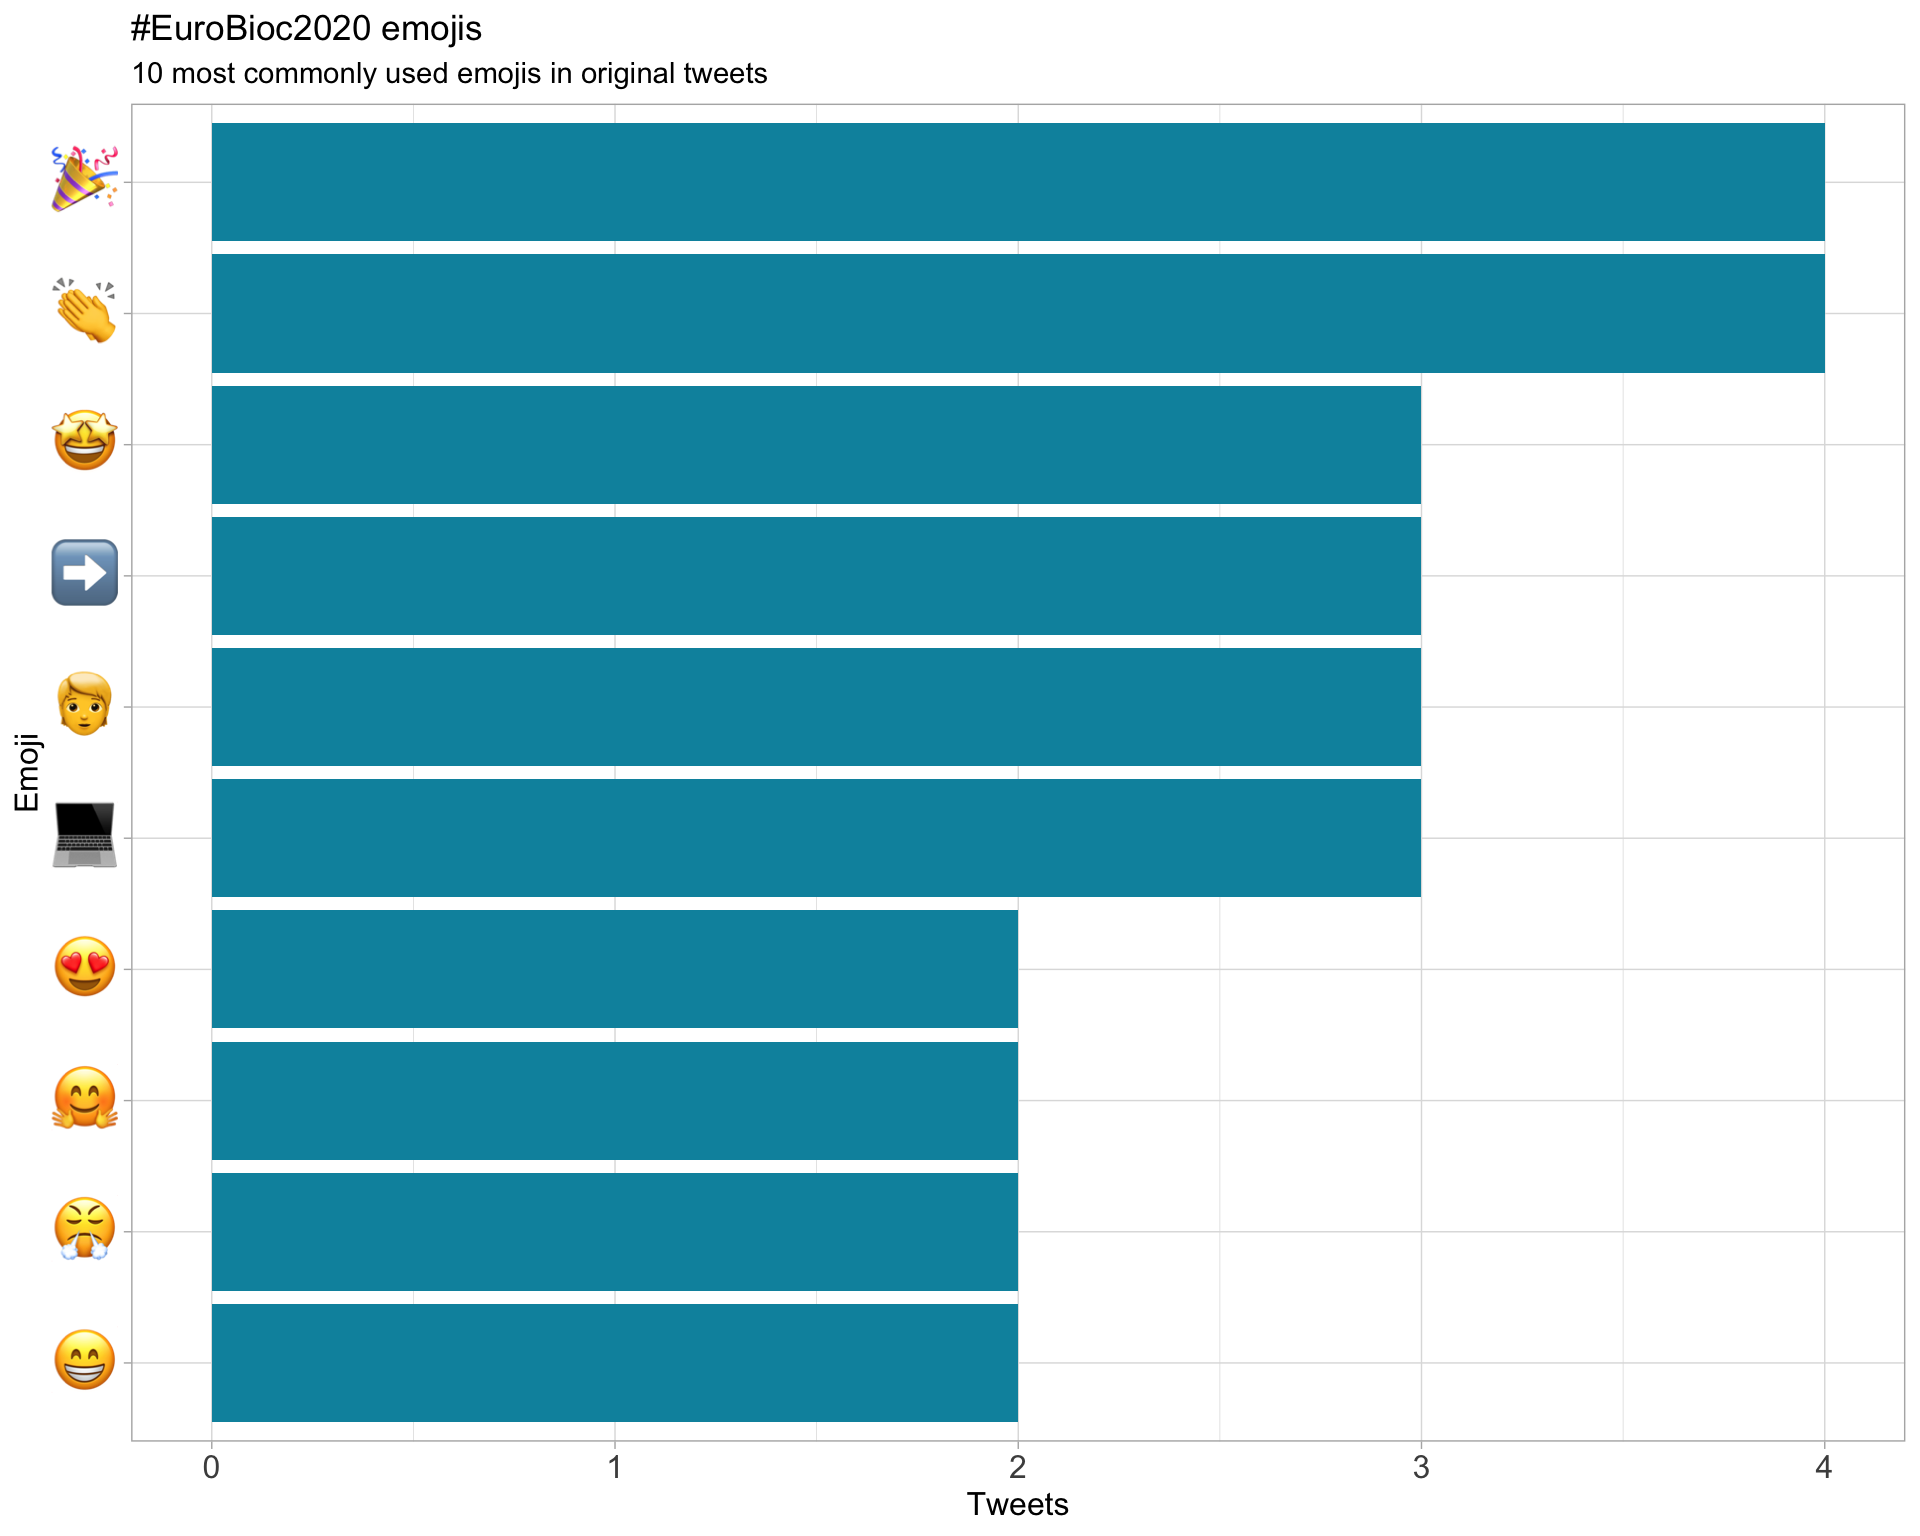 #EuroBioc2020 emojis
10 most commonly used emojis in original tweets
Emoji
0 1 2 3 4
Tweets